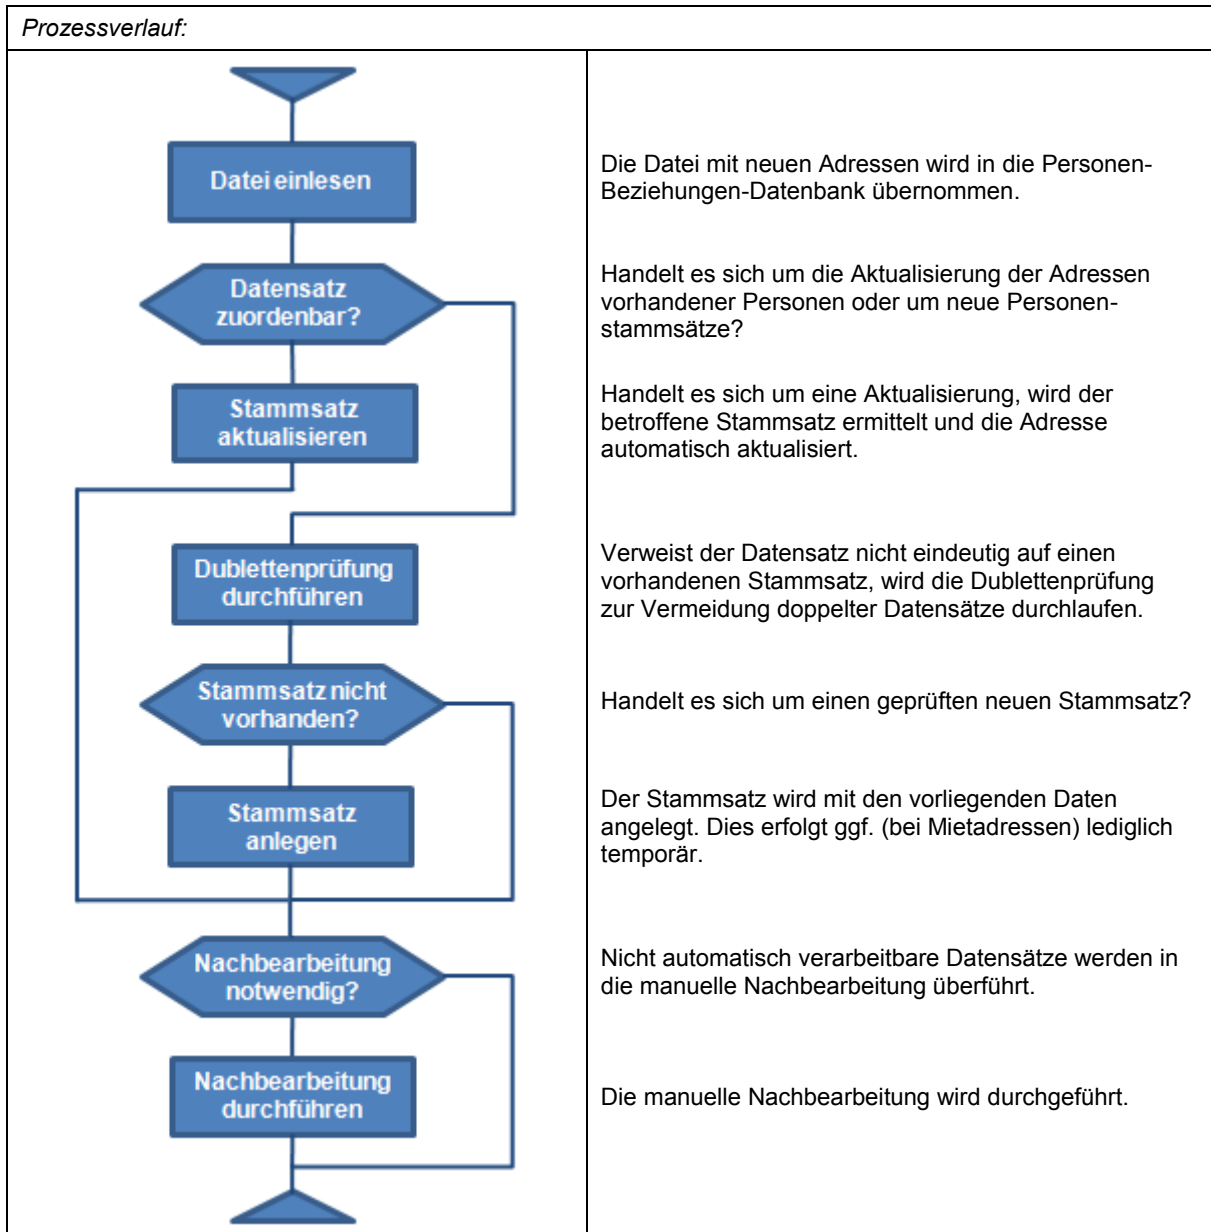 Prozessverlauf:
Datei einlesen
Die Datei mit neuen Adressen wird in die Personen-
Beziehungen-Datenbank übernommen.
Datensatz
zuordenbar?
Handelt es sich um die Aktualisierung der Adressen
vorhandener Personen oder um neue Personen-
stammsätze?
Stammsatz
aktualisieren
Handelt es sich um eine Aktualisierung, wird der
betroffene Stammsatz ermittelt und die Adresse
automatisch aktualisiert.
Dublettenprüfung
durchführen
Verweist der Datensatz nicht eindeutig auf einen
vorhandenen Stammsatz, wird die Dublettenprüfung
zur Vermeidung doppelter Datensätze durchlaufen.
Stammsatz nicht
vorhanden?
Handelt es sich um einen geprüften neuen Stammsatz?
Stammsatz
anlegen
Der Stammsatz wird mit den vorliegenden Daten
angelegt. Dies erfolgt ggf. (bei Mietadressen) lediglich
temporär.
Nachbearbeitung
notwendig?
Nicht automatisch verarbeitbare Datensätze werden in
die manuelle Nachbearbeitung überführt.
Nachbearbeitung
durchführen
Die manuelle Nachbearbeitung wird durchgeführt.